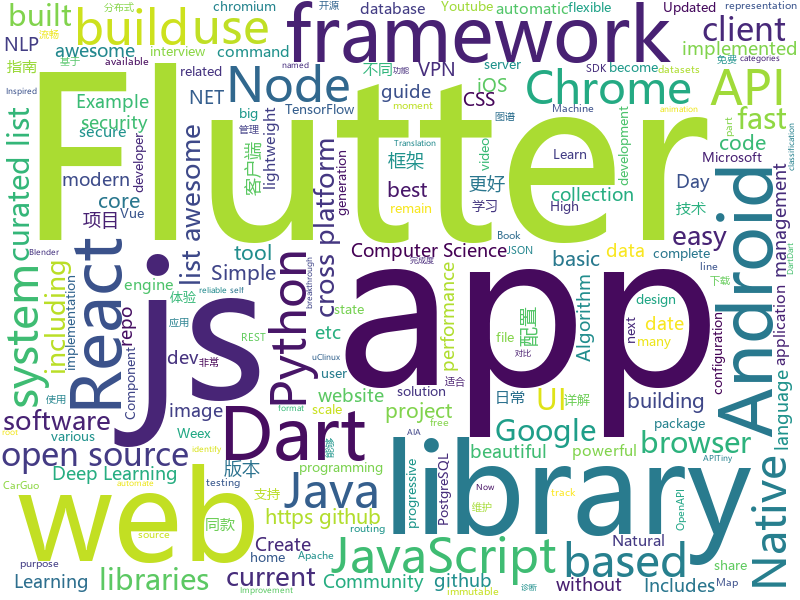 Flutter
app
js
web
library
framework
Android
Dart
React
Native
JavaScript
Python
Java
Node
Chrome
API
builduse
built
system
based
client
browser
Google
UI
open source
software
libraries
current
curated list
list awesome
cross platform
fast
easy
building
code
core
tool
data
date
image
NLP
VPN
NET
iOS
CSS
awesome
interview
command
guide
database
Youtube
automatic
flexible
Updated
chromium
分布式
开源
流畅
基于
指南
不同
功能
representation
categories
Inspired
implemented
available
related
Example
security
server
SDK
become
datasets
免费
named
modern
secure
big
TensorFlow
developer
lightweight
客户端
管理
图谱
moment
Machine
animation
video
development
Microsoft
框架
best
更好
collection
Learn
part
classification
Translation
generation
High
Day
技术
学习
remain
项目
Vue
repo
Computer Science
Book
JSON
management
including
implementation
Simple
basic
complete
line
DartDart
Blender
Component
engine
体验
performance
Algorithm
design
下载
reliable self
breakthrough
完成度
etc
state
file
配置
next
many
configuration
application
language
应用
REST
uClinux
对比
dev
非常
user
solution
日常
详解
package
使用
website
scale
适合
project
various
Weex
版本
beautiful
powerful
root
format
Deep Learning
programming
PostgreSQL
progressive
支持
APITiny
CarGuo
track
free
AIA
智能
testing
同款
https github
维护
OpenAPI
automate
identify
Natural
routing
Now
source
Create
home
without
share
purpose
Learning
Community
github
Includes
Map
Apache
诊断
Improvement
immutable